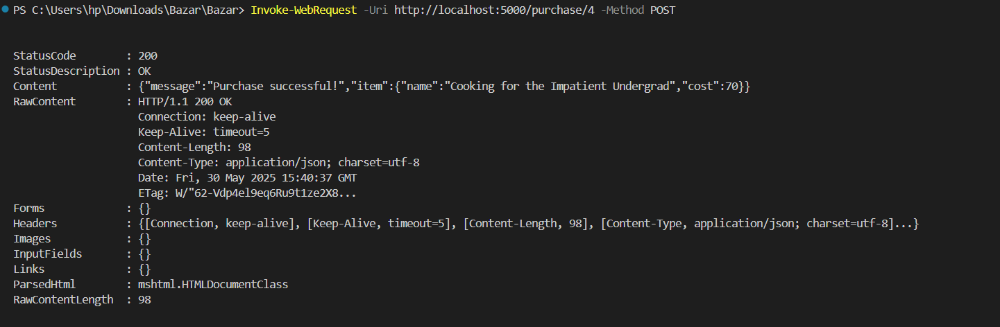 PS C:\Users\hp\Downloads\Bazar\Bazar> Invoke-WebRequest -Uri http://localhost:5000/purchase/4 -Method POST
StatusCode        : 200
StatusDescription : OK
Content           : {"message":"Purchase successful!","item":{"name":"Cooking for the Impatient Undergrad","cost":70}}
RawContent        : HTTP/1.1 200 OK
                    Connection: keep-alive
                    Keep-Alive: timeout=5
                    Content-Length: 98
                    Content-Type: application/json; charset=utf-8
                    Date: Fri, 30 May 2025 15:40:37 GMT
                    ETag: W/"62-Vdp4el9eq6Ru9t1ze2X8...
Forms             : {}
Headers           : {[Connection, keep-alive], [Keep-Alive, timeout=5], [Content-Length, 98], [Content-Type, application/json; charset=utf-8]...}
Images            : {}
InputFields       : {}
Links             : {}
ParsedHtml        : mshtml.HTMLDocumentClass
RawContentLength  : 98